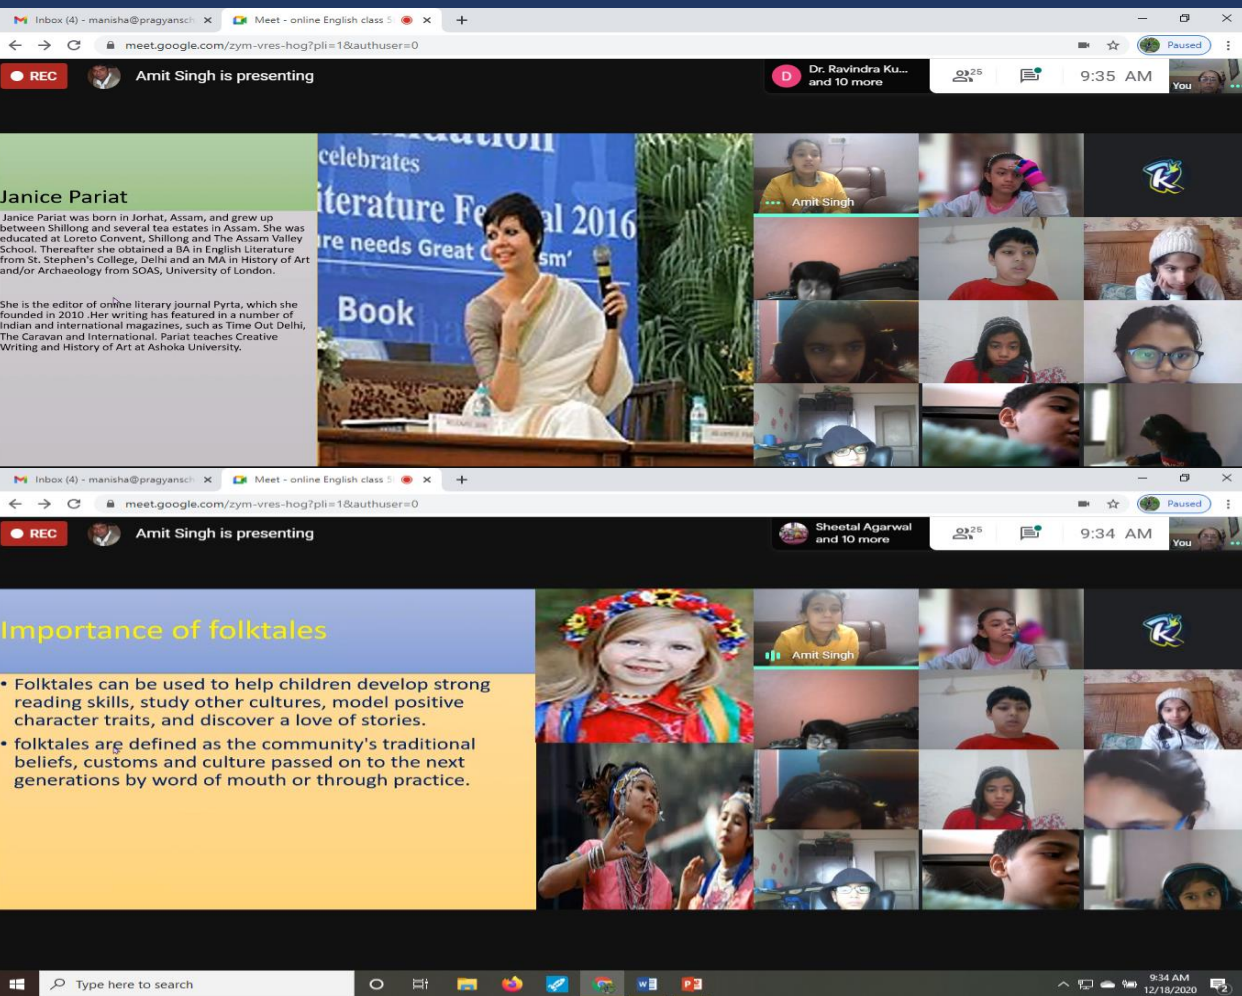 Inbox (4) - manisha@pragyansch
Meet - online English class 5
meet.google.com/zym-vres-hog?pli=1&authuser=0
Paused
REC
Amit Singh is presenting
Dr. Ravindra Ku...
and 10 more
25
9:35 AM
You
Janice Pariat
Janice Pariat was born in Jorhat, Assam, and grew up
between Shillong and several tea estates in Assam. She was
educated at Loreto Convent, Shillong and The Assam Valley
School. Thereafter she obtained a BA in English Literature
from St. Stephen's College, Delhi and an MA in History of Art
and/or Archaeology from SOAS, University of London.
She is the editor of online literary journal Pyrta, which she
founded in 2010 .Her writing has featured in a number of
Indian and international magazines, such as Time Out Delhi,
The Caravan and International. Pariat teaches Creative
Writing and History of Art at Ashoka University.
celebrates
iterature Fe al 2016
re needs Great
Book
Amit Singh
Inbox (4) - manisha@pragyansch
Meet - online English class 5
meet.google.com/zym-vres-hog?pli=1&authuser=0
Paused
REC
Amit Singh is presenting
Sheetal Agarwal
and 10 more
25
9:34 AM
You
Importance of folktales
• Folktales can be used to help children develop strong
reading skills, study other cultures, model positive
character traits, and discover a love of stories.
• folktales are defined as the community's traditional
beliefs, customs and culture passed on to the next
generations by word of mouth or through practice.
Amit Singh
Type here to search
9:34 AM
12/18/2020
2